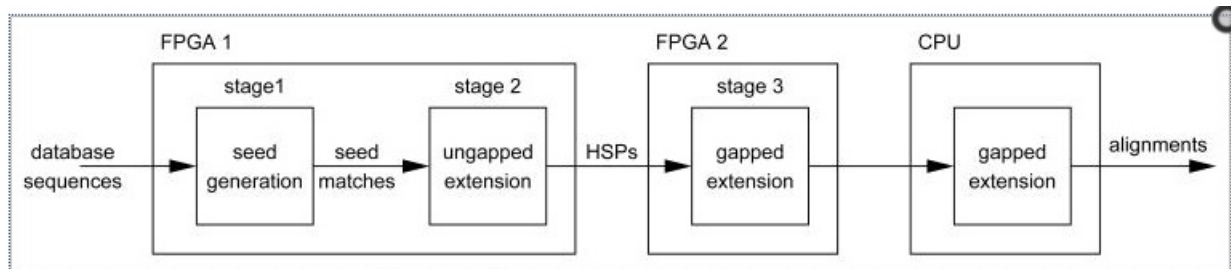 FPGA 1
FPGA 2
CPU
stage1
stage 2
stage 3
database
sequences
seed
generation
seed
matches
ungapped
extension
HSPs
gapped
extension
gapped
extension
alignments